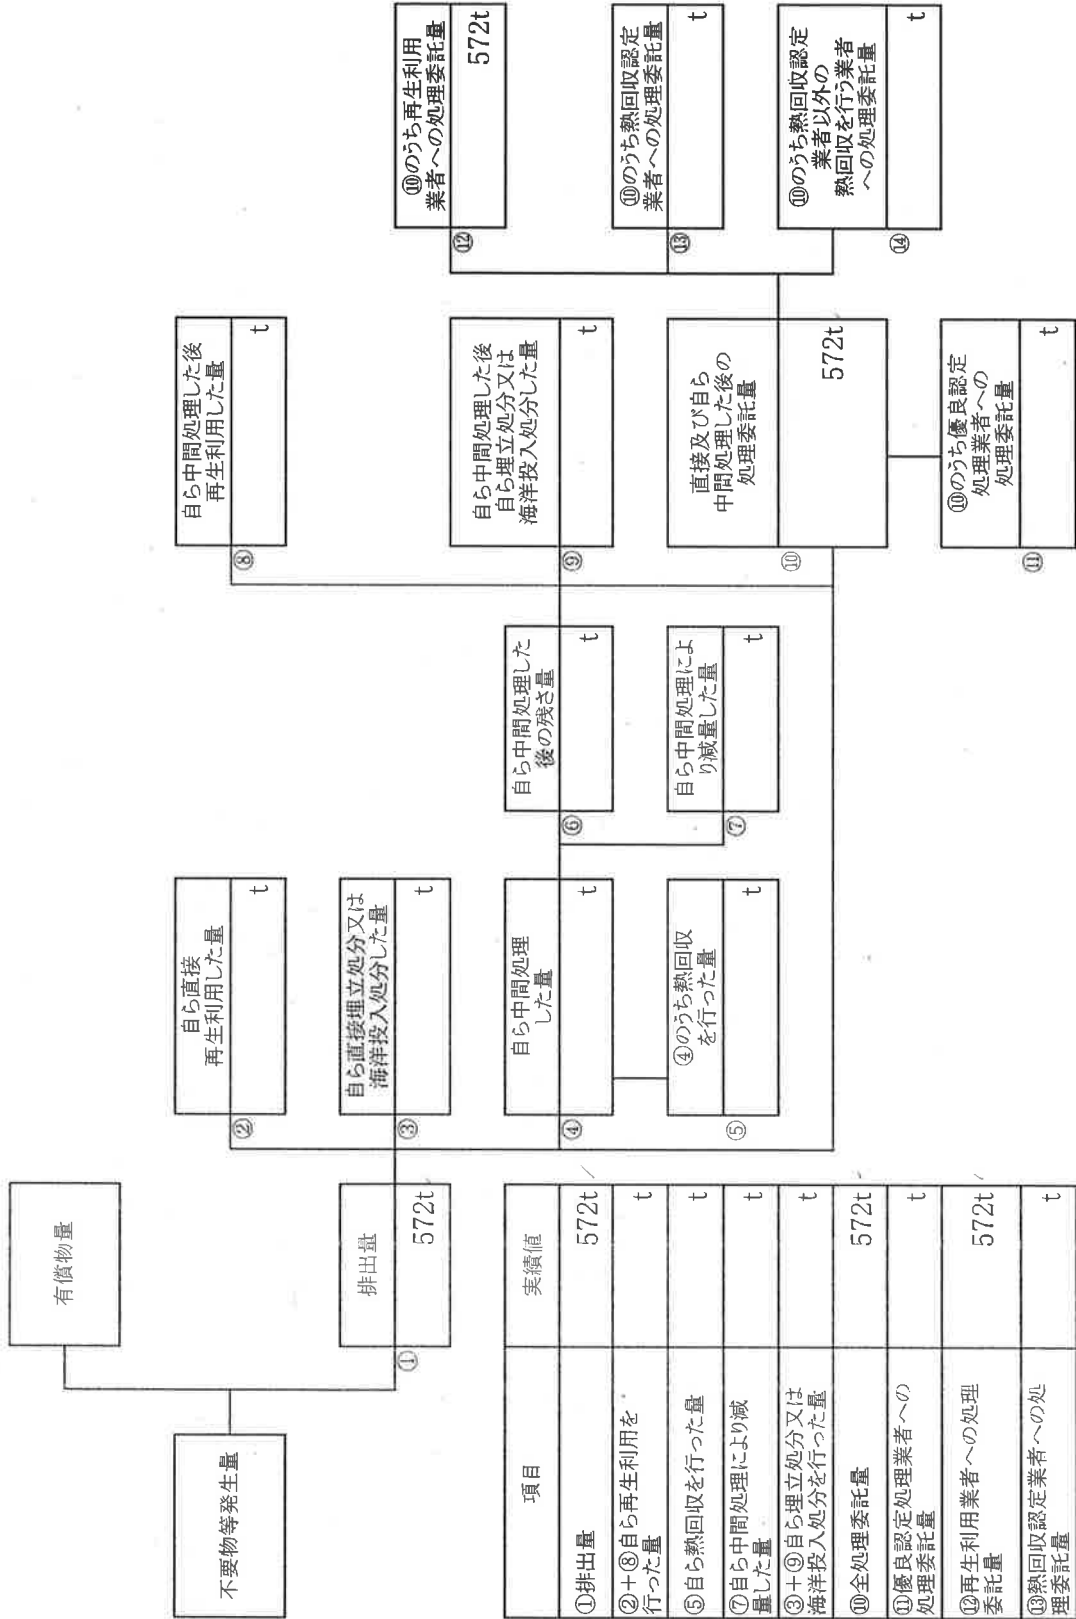 不要物等発生量
有償物量
①
排出量
572t
②
自ら直接
再生利用した量
t
③
自ら直接埋立処分又は
海洋投入処分した量
t
④
自ら中間処理
した量
t
⑤
④のうち熱回収
を行った量
t
⑥
自ら中間処理した
後の残さ量
t
⑦
自ら中間処理によ
り減量した量
t
⑧
自ら中間処理した後
再生利用した量
t
⑨
自ら中間処理した後
自ら埋立処分又は
海洋投入処分した量
t
⑩
直接及び自ら
中間処理した後の
処理委託量
572t
⑪
⑩のうち優良認定
処理業者への
処理委託量
t
⑫
⑩のうち再生利用
業者への処理委託量
572t
⑬
⑩のうち熱回収認定
業者への処理委託量
t
⑭
⑩のうち熱回収認定
業者以外の
熱回収を行う業者
への処理委託量
t
項目
実績値
①排出量
572t
②+⑧自ら再生利用を
行った量
t
⑤自ら熱回収を行った量
t
⑦自ら中間処理により減
量した量
t
③+⑨自ら埋立処分又は
海洋投入処分を行った量
t
⑩全処理委託量
572t
⑪優良認定処理業者への
処理委託量
t
⑫再生利用業者への処理
委託量
572t
⑬熱回収認定業者への処
理委託量
t